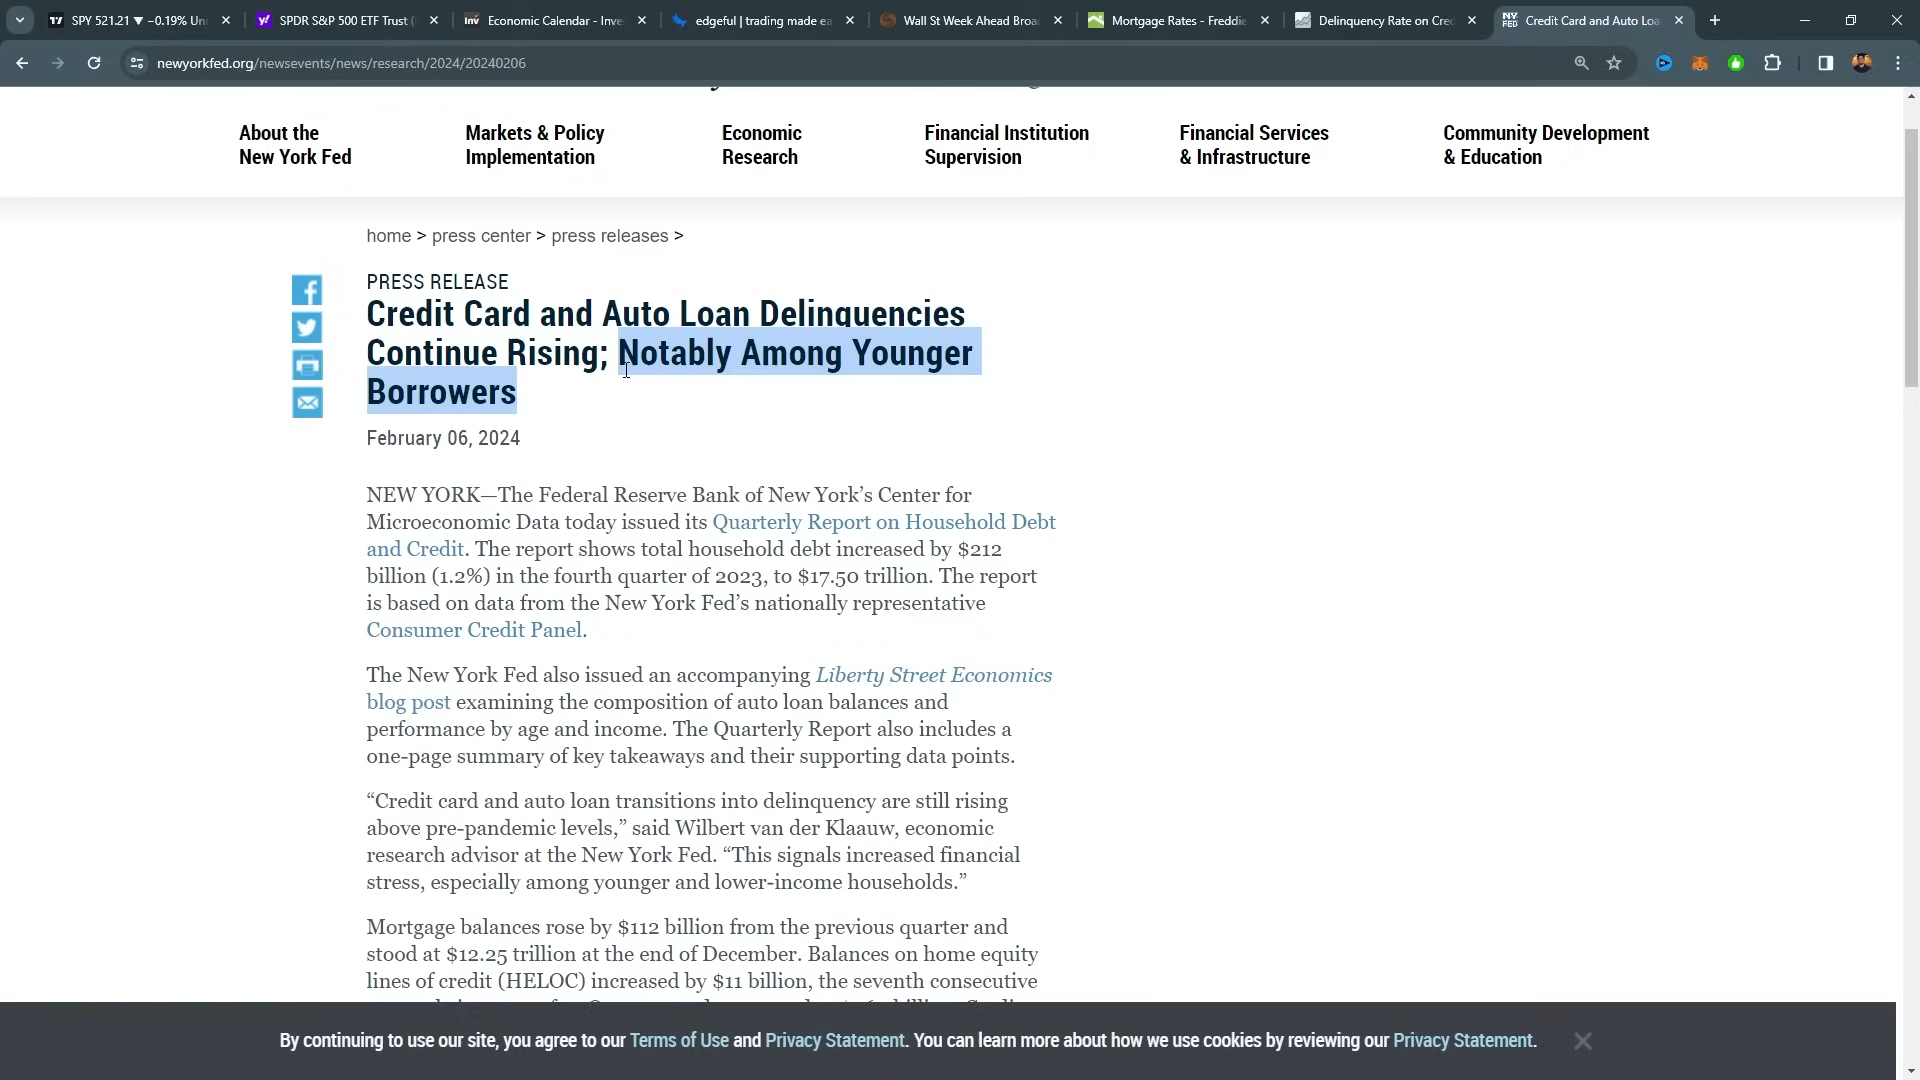 SPY 521.21 ▼ −0.19% Un
SPDR S&P 500 ETF Trust (
Economic Calendar - Inve
edgeful | trading made ea
Wall St Week Ahead Broa
Mortgage Rates - Freddie
Delinquency Rate on Cre
Credit Card and Auto Loa
newyorkfed.org/newsevents/news/research/2024/20240206
About the
New York Fed
Markets & Policy
Implementation
Economic
Research
Financial Institution
Supervision
Financial Services
& Infrastructure
Community Development
& Education
home > press center > press releases >
PRESS RELEASE
Credit Card and Auto Loan Delinquencies
Continue Rising; Notably Among Younger
Borrowers
February 06, 2024
NEW YORK—The Federal Reserve Bank of New York’s Center for
Microeconomic Data today issued its Quarterly Report on Household Debt
and Credit. The report shows total household debt increased by $212
billion (1.2%) in the fourth quarter of 2023, to $17.50 trillion. The report
is based on data from the New York Fed’s nationally representative
Consumer Credit Panel.
The New York Fed also issued an accompanying Liberty Street Economics
blog post examining the composition of auto loan balances and
performance by age and income. The Quarterly Report also includes a
one-page summary of key takeaways and their supporting data points.
“Credit card and auto loan transitions into delinquency are still rising
above pre-pandemic levels,” said Wilbert van der Klaauw, economic
research advisor at the New York Fed. “This signals increased financial
stress, especially among younger and lower-income households.”
Mortgage balances rose by $112 billion from the previous quarter and
stood at $12.25 trillion at the end of December. Balances on home equity
lines of credit (HELOC) increased by $11 billion, the seventh consecutive
By continuing to use our site, you agree to our Terms of Use and Privacy Statement. You can learn more about how we use cookies by reviewing our Privacy Statement.